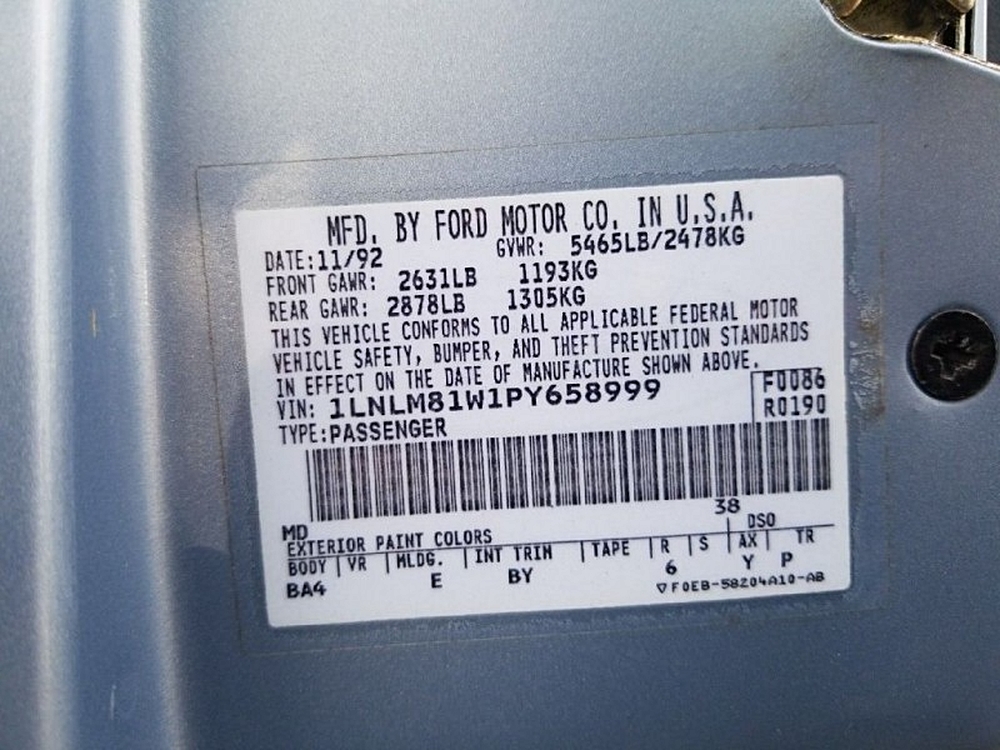 MFD. BY FORD MOTOR CO. IN U.S.A.
DATE: 11/92 GVWR: 5465LB/2478KG
FRONT GAWR: 2631LB 1193KG
REAR GAWR: 2878LB 1305KG
THIS VEHICLE CONFORMS TO ALL APPLICABLE FEDERAL MOTOR
VEHICLE SAFETY, BUMPER, AND THEFT PREVENTION STANDARDS
IN EFFECT ON THE DATE OF MANUFACTURE SHOWN ABOVE.
VIN: 1LNLM81W1PY658999 F0086
TYPE: PASSENGER R0190
MD 38
EXTERIOR PAINT COLORS DSO
BODY VR MLDG. INT TRIM TAPE R S AX TR
BA4 E BY 6 Y P
▽F0EB-58204A10-AB